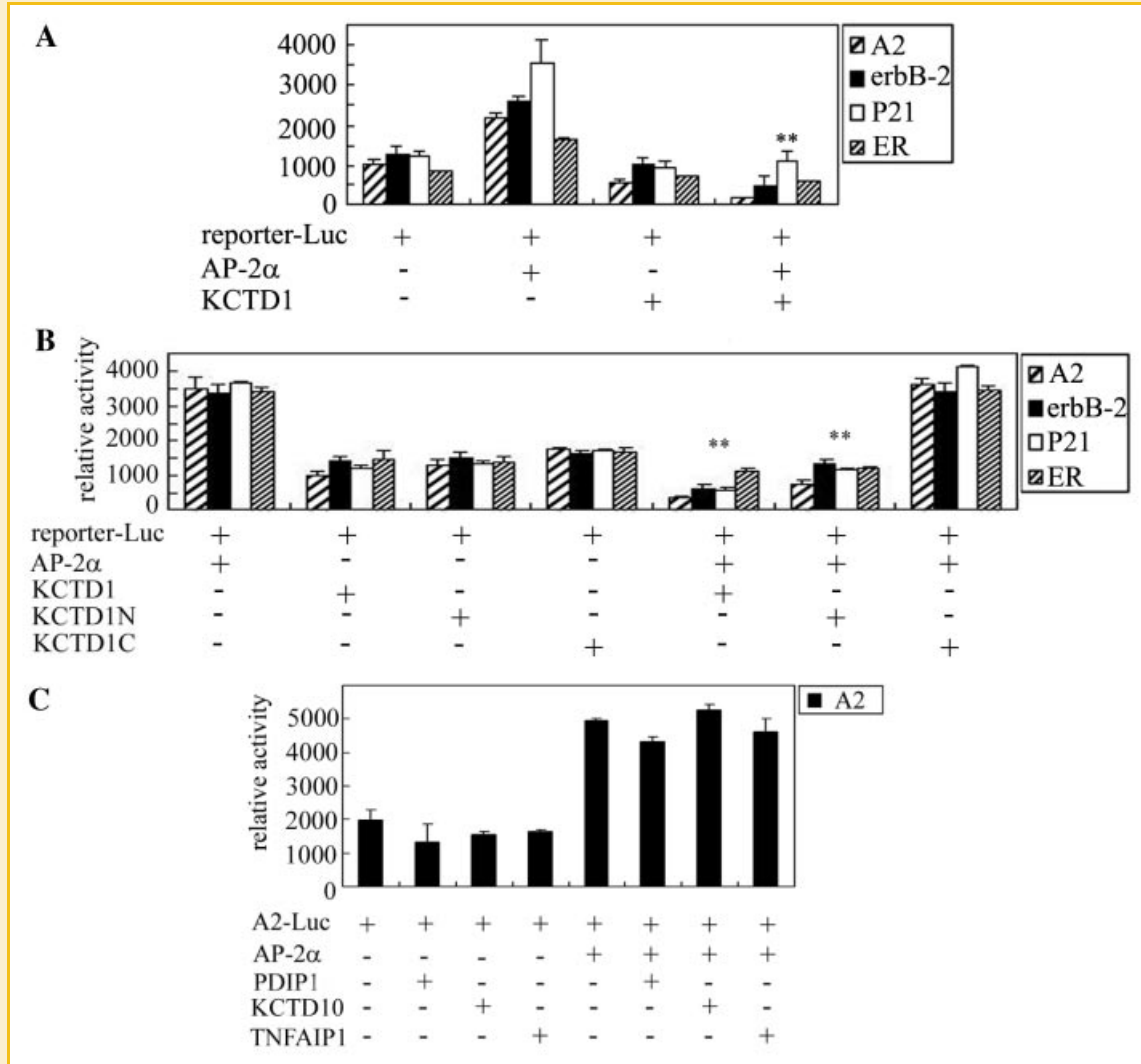 A
4000
3000
2000
1000
0
A2
erbB-2
P21
ER
**
reporter-Luc + + + +
AP-2α - + - +
KCTD1 - - + +
B
relative activity
4000
3000
2000
1000
0
A2
erbB-2
P21
ER
** **
reporter-Luc + + + + + + +
AP-2α + - - - + + +
KCTD1 - + - - + - -
KCTD1N - - + - - + -
KCTD1C - - - + - - +
C
relative activity
5000
4000
3000
2000
1000
0
A2
A2-Luc + + + + + + + +
AP-2α - - - - + + + +
PDIP1 - + - - - + - -
KCTD10 - - + - - - + -
TNFAIP1 - - - + - - - +